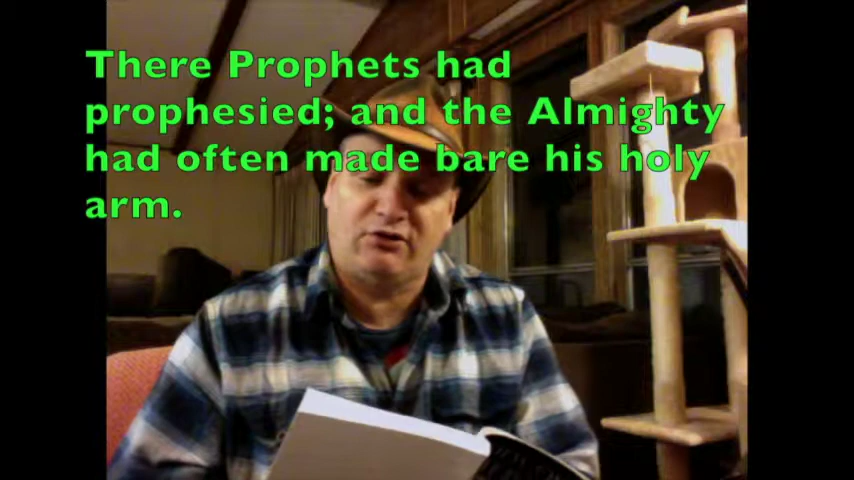 There Prophets had
prophesied; and the Almighty
had often made bare his holy
arm.